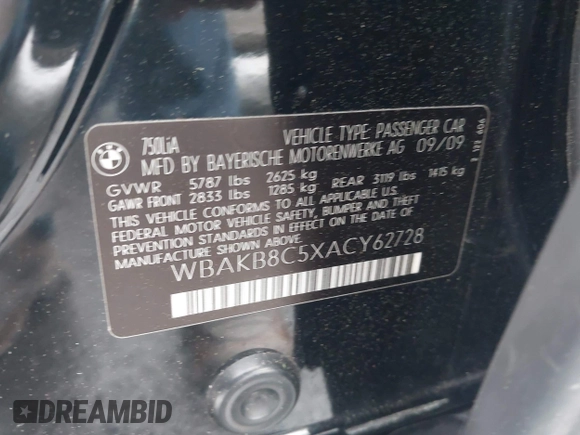 BMW
750LiA
VEHICLE TYPE: PASSENGER CAR
MFD BY BAYERISCHE MOTORENWERKE AG 09/09
GVWR 5787 lbs 2625 kg
GAWR FRONT 2833 lbs 1285 kg REAR 3119 lbs 1415 kg
THIS VEHICLE CONFORMS TO ALL APPLICABLE U.S.
FEDERAL MOTOR VEHICLE SAFETY, BUMPER AND THEFT
PREVENTION STANDARDS IN EFFECT ON THE DATE OF
MANUFACTURE SHOWN ABOVE.
WBAKB8C5XACY62728
DREAMBID